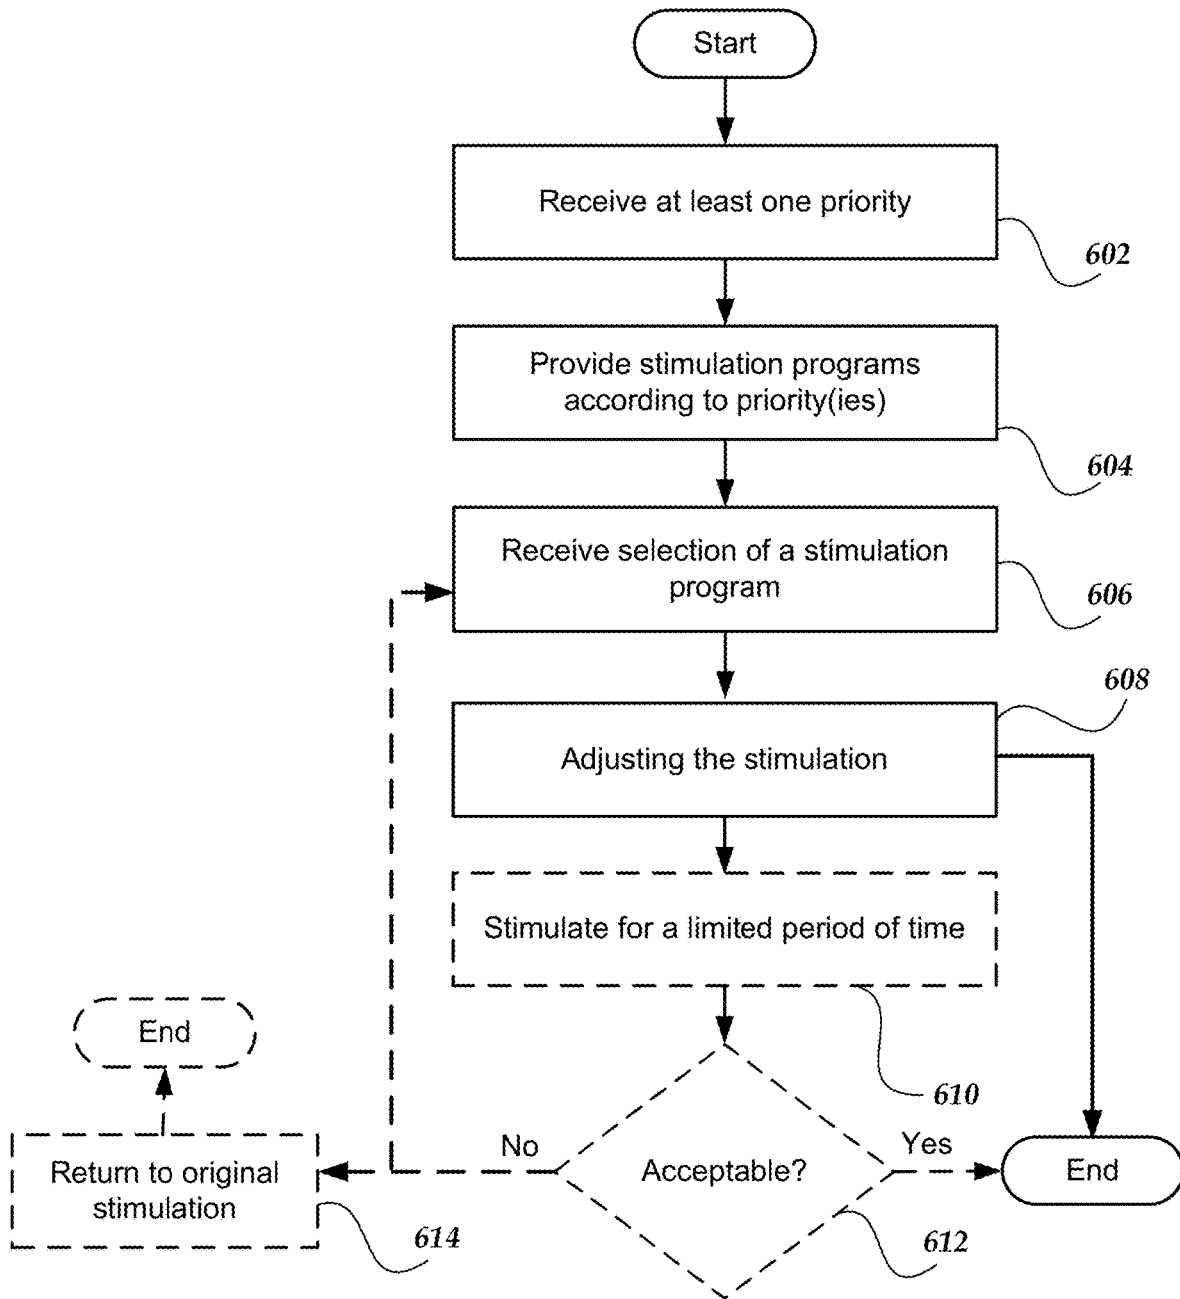 Start
Receive at least one priority
602
Provide stimulation programs
according to priority(ies)
604
Receive selection of a stimulation
program
606
608
Adjusting the stimulation
Stimulate for a limited period of time
610
End
No
Acceptable?
Yes
End
Return to original
stimulation
614
612